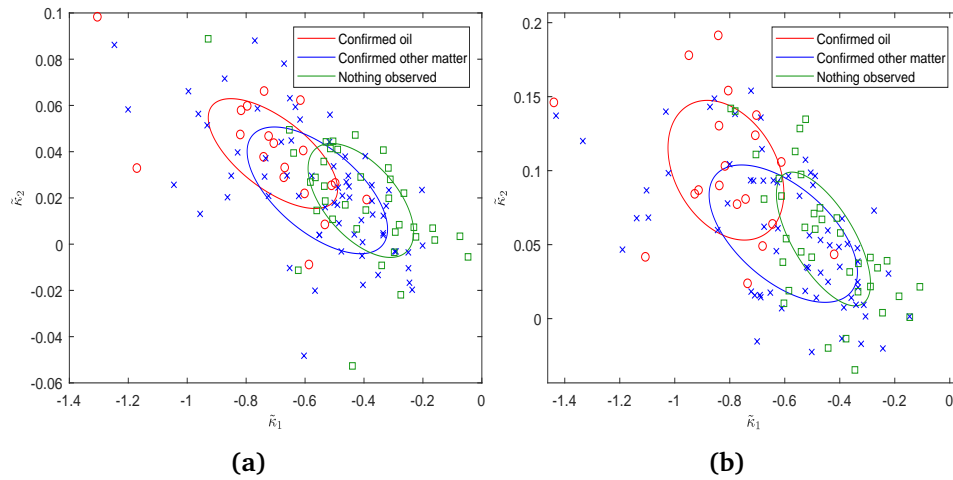 0.1
0.08
0.06
0.04
0.02
0
-0.02
-0.04
-0.06
κ̃₂
-1.4 -1.2 -1 -0.8 -0.6 -0.4 -0.2 0
κ̃₁
Confirmed oil
Confirmed other matter
Nothing observed
(a)
0.2
0.15
0.1
0.05
0
κ̃₂
-1.4 -1.2 -1 -0.8 -0.6 -0.4 -0.2 0
κ̃₁
Confirmed oil
Confirmed other matter
Nothing observed
(b)